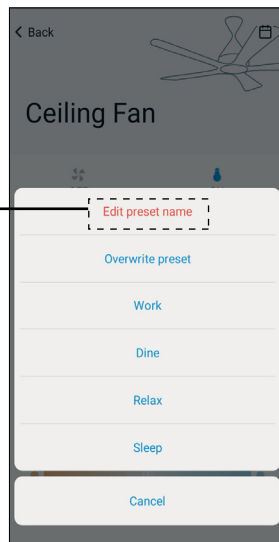 Back
Ceiling Fan
Edit preset name
Overwrite preset
Work
Dine
Relax
Sleep
Cancel